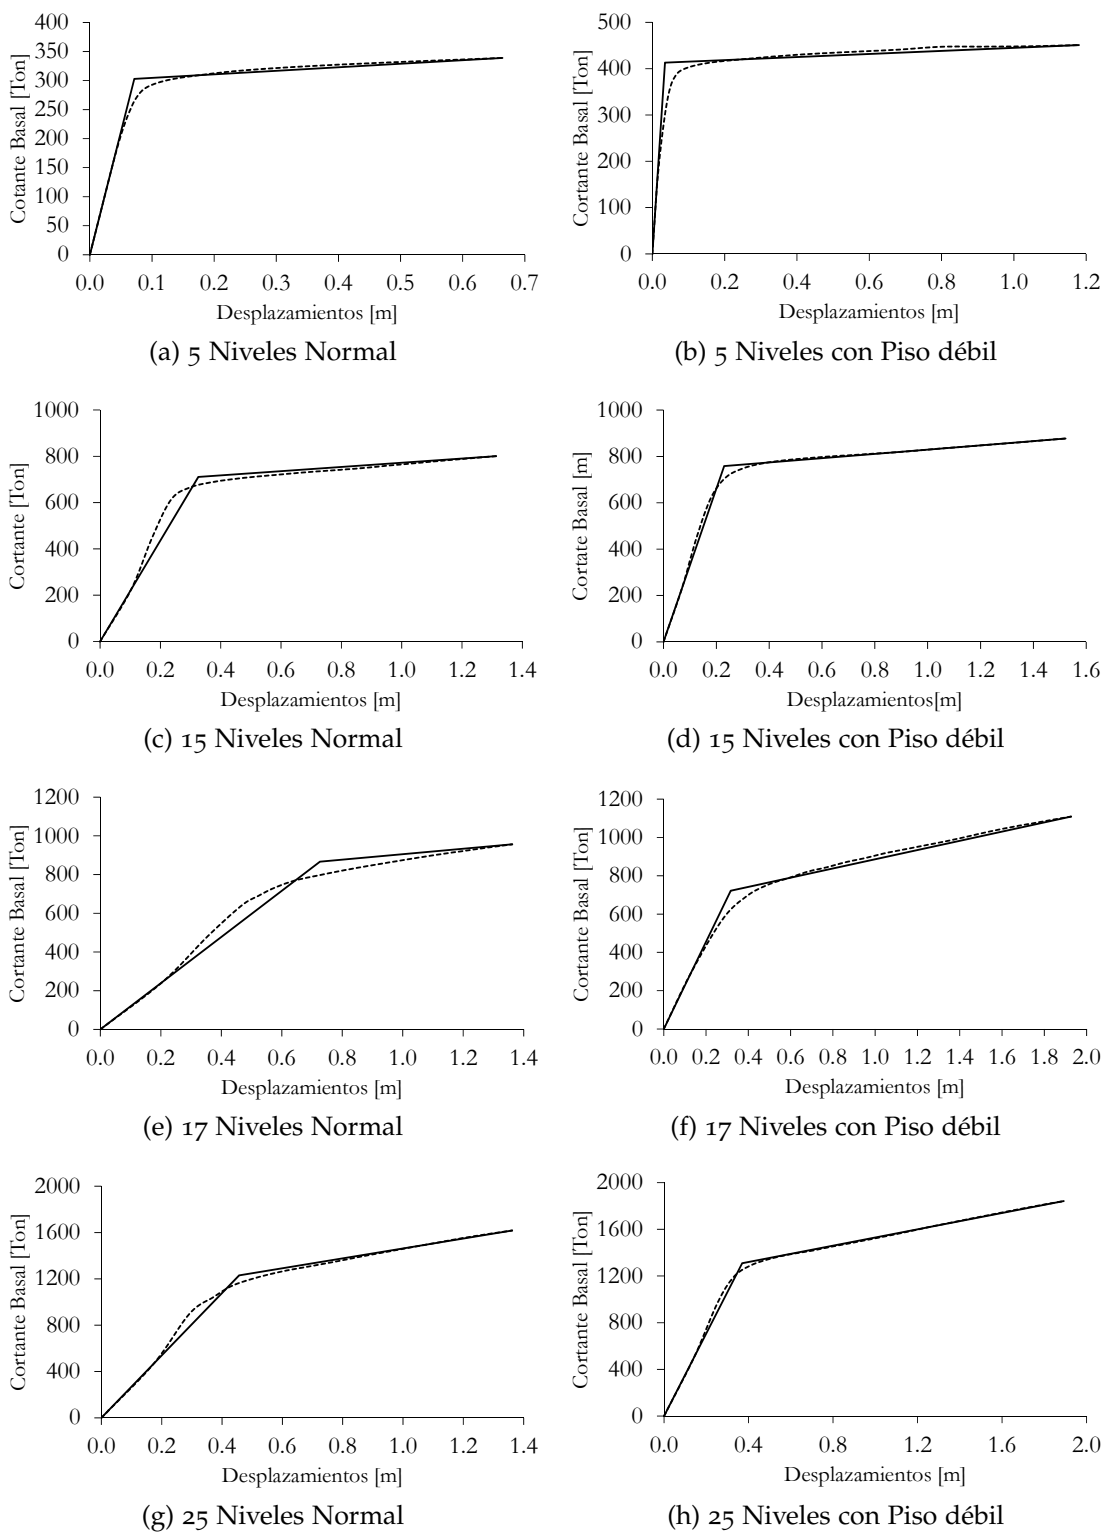 400
350
300
250
200
150
100
50
0
Cotante Basal [Ton]
0.0 0.1 0.2 0.3 0.4 0.5 0.6 0.7
Desplazamientos [m]
(a) 5 Niveles Normal
500
400
300
200
100
0
Cortante Basal [Ton]
0.0 0.2 0.4 0.6 0.8 1.0 1.2
Desplazamientos [m]
(b) 5 Niveles con Piso débil
1000
800
600
400
200
0
Cortante [Ton]
0.0 0.2 0.4 0.6 0.8 1.0 1.2 1.4
Desplazamientos [m]
(c) 15 Niveles Normal
1000
800
600
400
200
0
Cortate Basal [m]
0.0 0.2 0.4 0.6 0.8 1.0 1.2 1.4 1.6
Desplazamientos[m]
(d) 15 Niveles con Piso débil
1200
1000
800
600
400
200
0
Cortante Basal [Ton]
0.0 0.2 0.4 0.6 0.8 1.0 1.2 1.4
Desplazamientos [m]
(e) 17 Niveles Normal
1200
1000
800
600
400
200
0
Cortante Basal [Ton]
0.0 0.2 0.4 0.6 0.8 1.0 1.2 1.4 1.6 1.8 2.0
Desplazamientos [m]
(f) 17 Niveles con Piso débil
2000
1600
1200
800
400
0
Cortante Basal [Ton]
0.0 0.2 0.4 0.6 0.8 1.0 1.2 1.4
Desplazamientos [m]
(g) 25 Niveles Normal
2000
1600
1200
800
400
0
Cortante Basal [Ton]
0.0 0.4 0.8 1.2 1.6 2.0
Desplazamientos [m]
(h) 25 Niveles con Piso débil